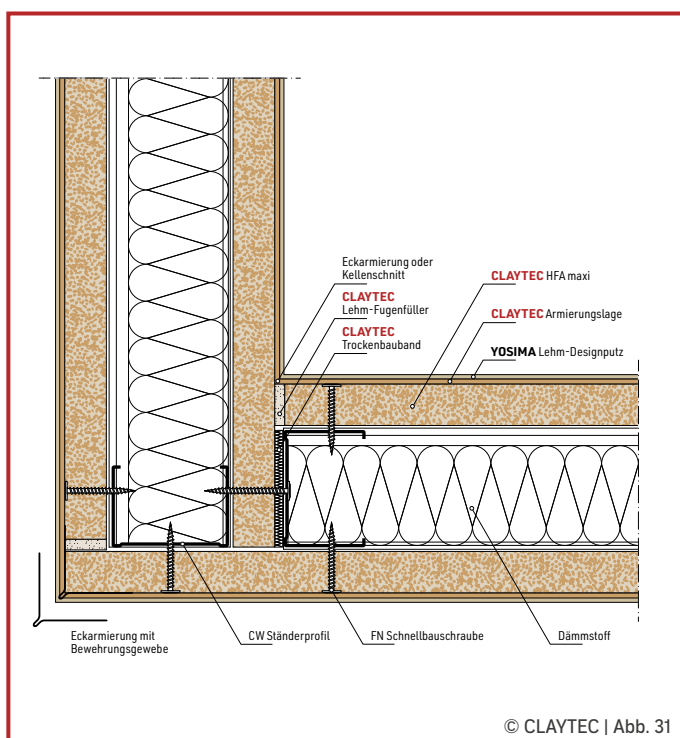 Eckarmierung oder
Kellenschnitt
CLAYTEC
Lehm-Fugenfüller
CLAYTEC
Trockenbauband
CLAYTEC HFA maxi
CLAYTEC Armierungslage
YOSIMA Lehm-Designputz
Eckarmierung mit
Bewehrungsgewebe
CW Ständerprofil
FN Schnellbauschraube
Dämmstoff
© CLAYTEC | Abb. 31